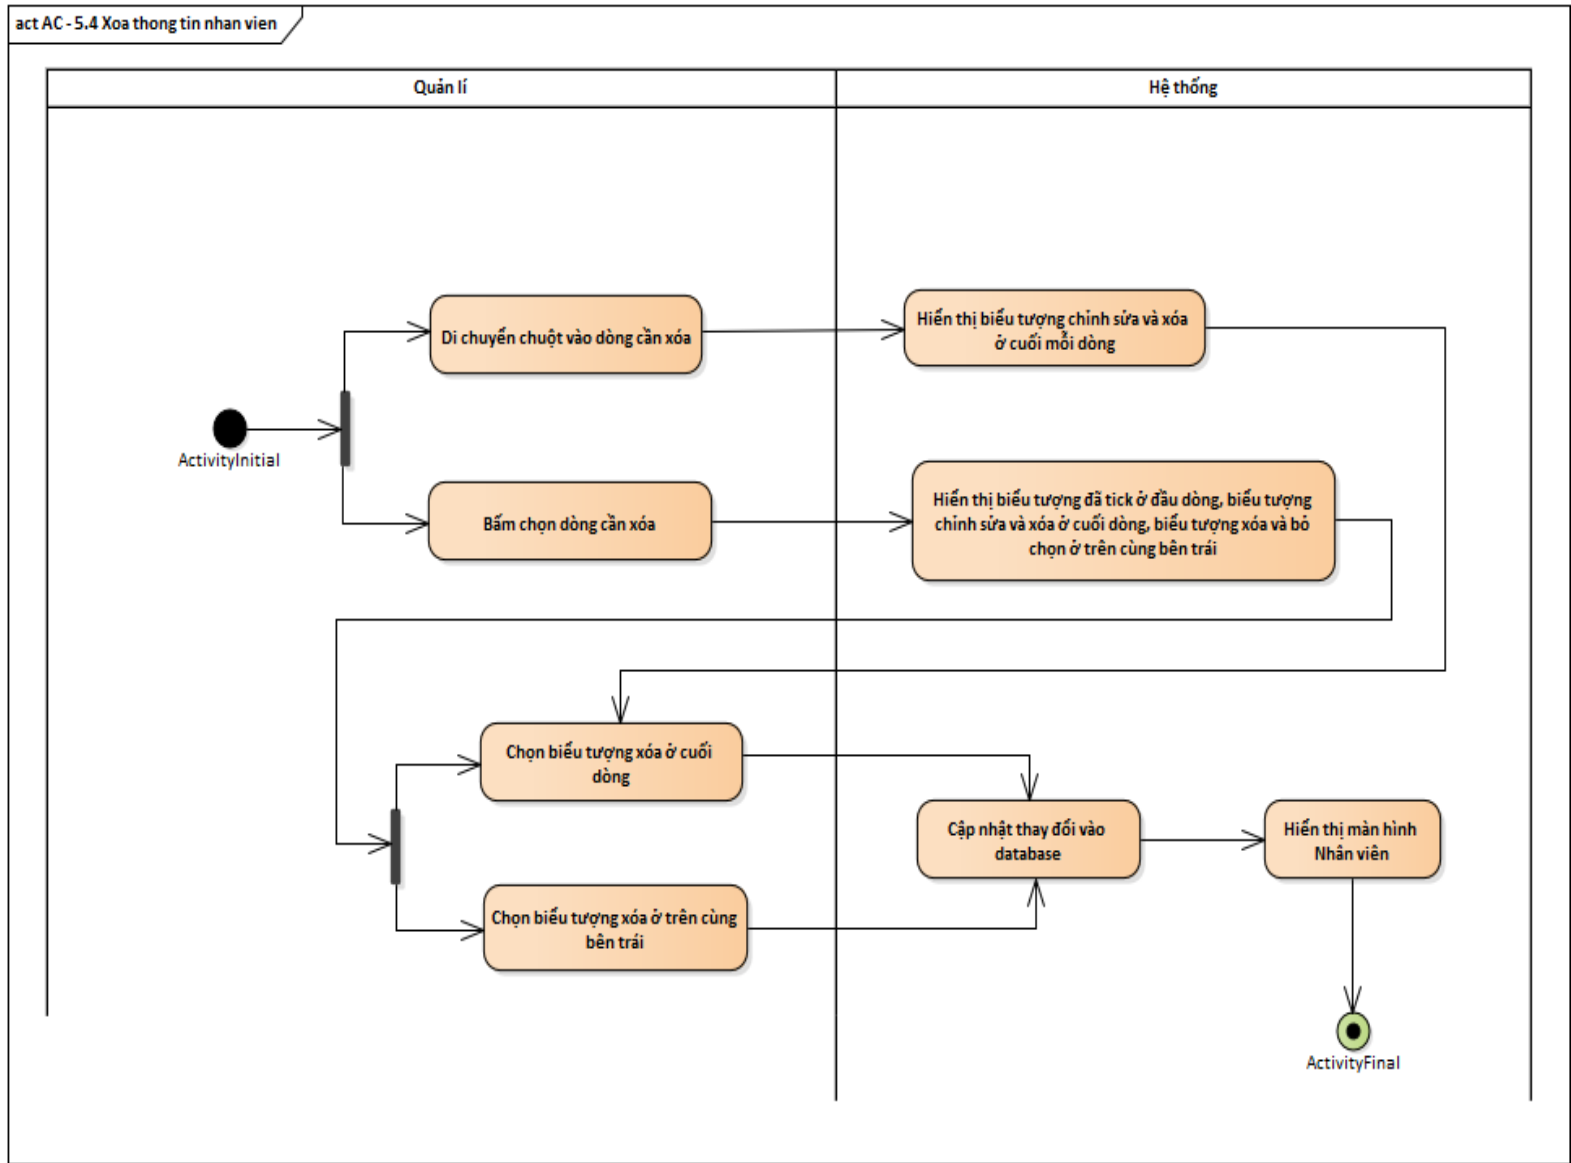 act AC - 5.4 Xoa thong tin nhan vien
Quản lí
Hệ thống
Di chuyển chuột vào dòng cần xóa
Hiển thị biểu tượng chỉnh sửa và xóa
ở cuối mỗi dòng
ActivityInitial
Bấm chọn dòng cần xóa
Hiển thị biểu tượng đã tick ở đầu dòng, biểu tượng
chỉnh sửa và xóa ở cuối dòng, biểu tượng xóa và bỏ
chọn ở trên cùng bên trái
Chọn biểu tượng xóa ở cuối
dòng
Cập nhật thay đổi vào
database
Hiển thị màn hình
Nhân viên
Chọn biểu tượng xóa ở trên cùng
bên trái
ActivityFinal